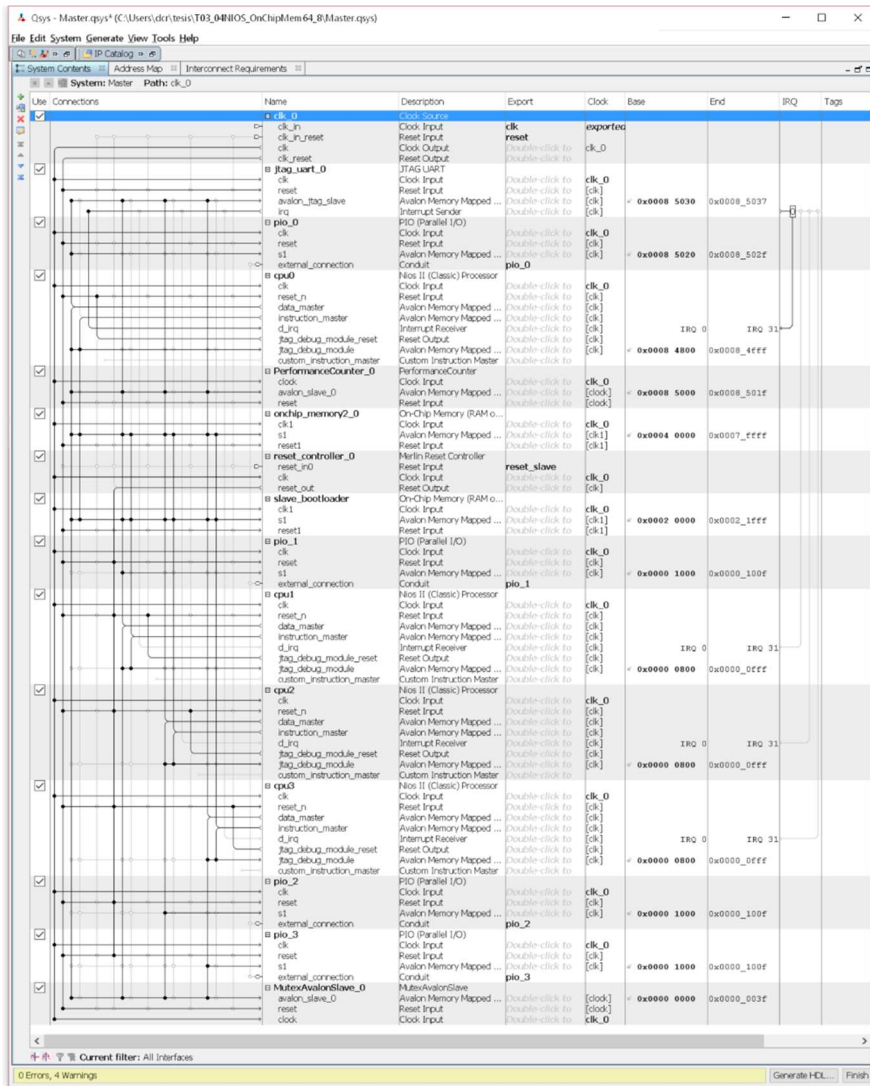 Qsys - Master.qsys* (C:\Users\dcr\tesis\T03_04NIOS_OnChipMem64_8\Master.qsys)
File Edit System Generate View Tools Help
IP Catalog
System Contents Address Map Interconnect Requirements
System: Master Path: clk_0
Use Connections Name Description Export Clock Base End IRQ Tags
clk_0 Clock Source
clk_in Clock Input clk exported
clk_in_reset Reset Input reset
clk Clock Output Double-click to clk_0
clk_reset Reset Output Double-click to
jtag_uart_0 JTAG UART
clk Clock Input Double-click to clk_0
reset Reset Input Double-click to [clk]
avalon_jtag_slave Avalon Memory Mapped ... Double-click to [clk] 0x0008_5030 0x0008_5037
irq Interrupt Sender Double-click to [clk]
pio_0 PIO (Parallel I/O)
clk Clock Input Double-click to clk_0
reset Reset Input Double-click to [clk]
s1 Avalon Memory Mapped ... Double-click to [clk] 0x0008_5020 0x0008_502f
external_connection Conduit pio_0
cpu0 Nios II (Classic) Processor
clk Clock Input Double-click to clk_0
reset_n Reset Input Double-click to [clk]
data_master Avalon Memory Mapped ... Double-click to [clk]
instruction_master Avalon Memory Mapped ... Double-click to [clk]
d_irq Interrupt Receiver Double-click to [clk] IRQ 0 IRQ 31
jtag_debug_module_reset Reset Output Double-click to [clk]
jtag_debug_module Avalon Memory Mapped ... Double-click to [clk] 0x0008_4800 0x0008_4fff
custom_instruction_master Custom Instruction Master Double-click to
PerformanceCounter_0 PerformanceCounter
clock Clock Input Double-click to clk_0
avalon_slave_0 Avalon Memory Mapped ... Double-click to [clock] 0x0008_5000 0x0008_501f
reset Reset Input Double-click to [clock]
onchip_memory2_0 On-Chip Memory (RAM o...
clk1 Clock Input Double-click to clk_0
s1 Avalon Memory Mapped ... Double-click to [clk1] 0x0004_0000 0x0007_ffff
reset1 Reset Input Double-click to [clk1]
reset_controller_0 Merlin Reset Controller
reset_in0 Reset Input reset_slave
clk Clock Input Double-click to clk_0
reset_out Reset Output Double-click to [clk]
slave_bootloader On-Chip Memory (RAM o...
clk1 Clock Input Double-click to clk_0
s1 Avalon Memory Mapped ... Double-click to [clk1] 0x0002_0000 0x0002_1fff
reset1 Reset Input Double-click to [clk1]
pio_1 PIO (Parallel I/O)
clk Clock Input Double-click to clk_0
reset Reset Input Double-click to [clk]
s1 Avalon Memory Mapped ... Double-click to [clk] 0x0000_1000 0x0000_100f
external_connection Conduit pio_1
cpu1 Nios II (Classic) Processor
clk Clock Input Double-click to clk_0
reset_n Reset Input Double-click to [clk]
data_master Avalon Memory Mapped ... Double-click to [clk]
instruction_master Avalon Memory Mapped ... Double-click to [clk]
d_irq Interrupt Receiver Double-click to [clk] IRQ 0 IRQ 31
jtag_debug_module_reset Reset Output Double-click to [clk]
jtag_debug_module Avalon Memory Mapped ... Double-click to [clk] 0x0000_0800 0x0000_0fff
custom_instruction_master Custom Instruction Master Double-click to
cpu2 Nios II (Classic) Processor
clk Clock Input Double-click to clk_0
reset_n Reset Input Double-click to [clk]
data_master Avalon Memory Mapped ... Double-click to [clk]
instruction_master Avalon Memory Mapped ... Double-click to [clk]
d_irq Interrupt Receiver Double-click to [clk] IRQ 0 IRQ 31
jtag_debug_module_reset Reset Output Double-click to [clk]
jtag_debug_module Avalon Memory Mapped ... Double-click to [clk] 0x0000_0800 0x0000_0fff
custom_instruction_master Custom Instruction Master Double-click to
cpu3 Nios II (Classic) Processor
clk Clock Input Double-click to clk_0
reset_n Reset Input Double-click to [clk]
data_master Avalon Memory Mapped ... Double-click to [clk]
instruction_master Avalon Memory Mapped ... Double-click to [clk]
d_irq Interrupt Receiver Double-click to [clk] IRQ 0 IRQ 31
jtag_debug_module_reset Reset Output Double-click to [clk]
jtag_debug_module Avalon Memory Mapped ... Double-click to [clk] 0x0000_0800 0x0000_0fff
custom_instruction_master Custom Instruction Master Double-click to
pio_2 PIO (Parallel I/O)
clk Clock Input Double-click to clk_0
reset Reset Input Double-click to [clk]
s1 Avalon Memory Mapped ... Double-click to [clk] 0x0000_1000 0x0000_100f
external_connection Conduit pio_2
pio_3 PIO (Parallel I/O)
clk Clock Input Double-click to clk_0
reset Reset Input Double-click to [clk]
s1 Avalon Memory Mapped ... Double-click to [clk] 0x0000_1000 0x0000_100f
external_connection Conduit pio_3
MutexAvalonSlave_0 MutexAvalonSlave
avalon_slave_0 Avalon Memory Mapped ... Double-click to [clock] 0x0000_0000 0x0000_003f
reset Reset Input Double-click to [clock]
clock Clock Input Double-click to clk_0
Current filter: All Interfaces
0 Errors, 4 Warnings Generate HDL... Finish